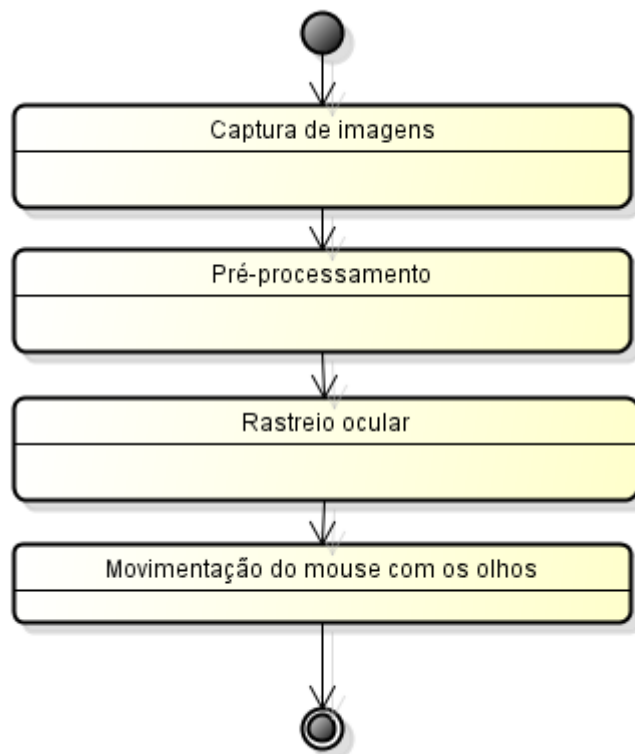 Captura de imagens
Pré-processamento
Rastreio ocular
Movimentação do mouse com os olhos